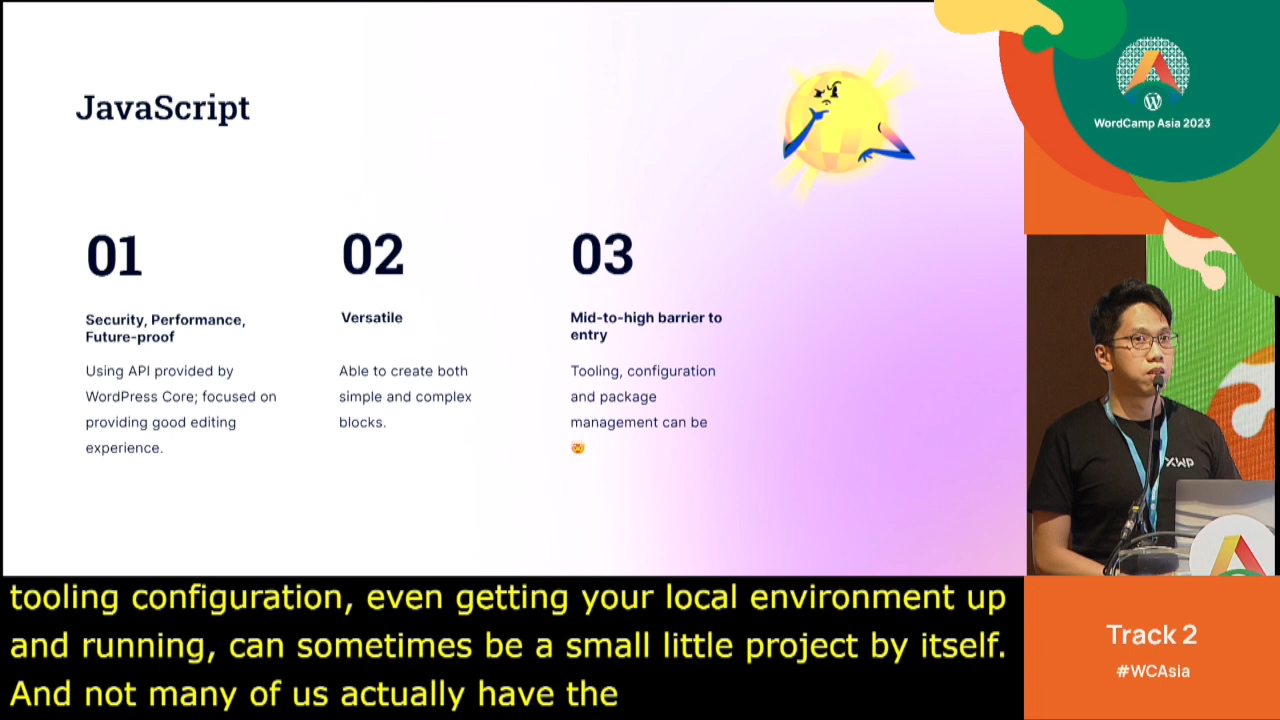 JavaScript
01
Security, Performance,
Future-proof
Using API provided by
WordPress Core; focused on
providing good editing
experience.
02
Versatile
Able to create both
simple and complex
blocks.
03
Mid-to-high barrier to
entry
Tooling, configuration
and package
management can be
🤯
WordCamp Asia 2023
XWP
tooling configuration, even getting your local environment up
and running, can sometimes be a small little project by itself.
And not many of us actually have the
Track 2
#WCAsia